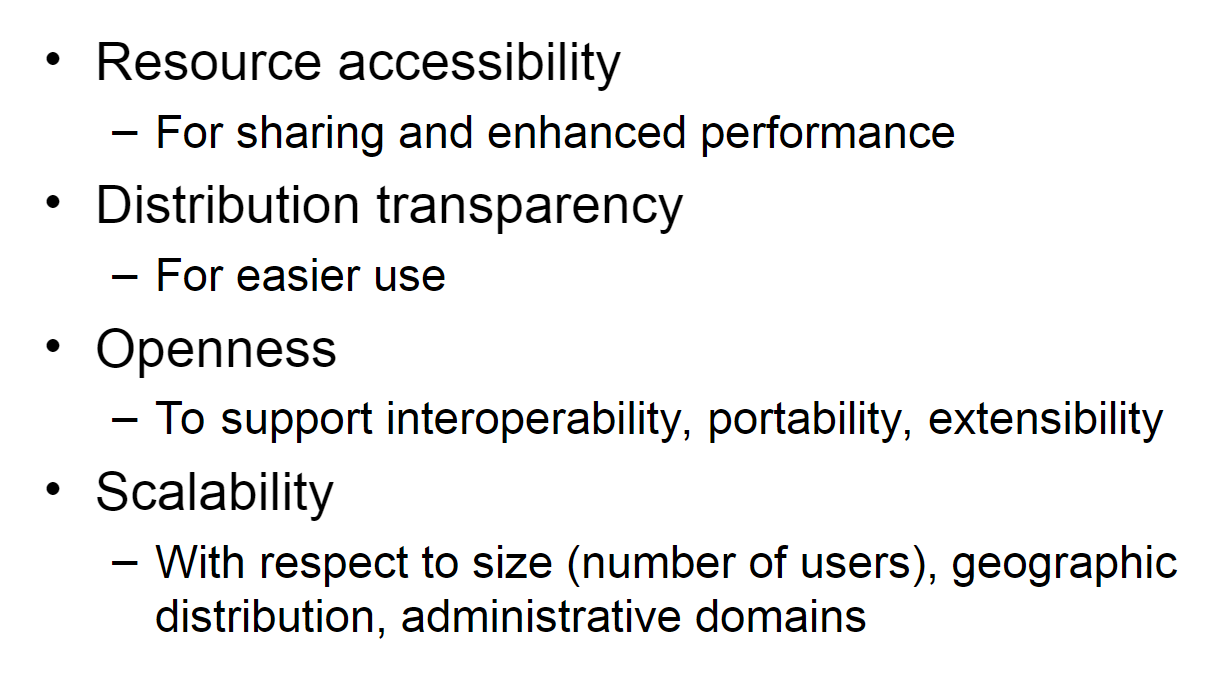 • Resource accessibility
– For sharing and enhanced performance
• Distribution transparency
– For easier use
• Openness
– To support interoperability, portability, extensibility
• Scalability
– With respect to size (number of users), geographic
distribution, administrative domains